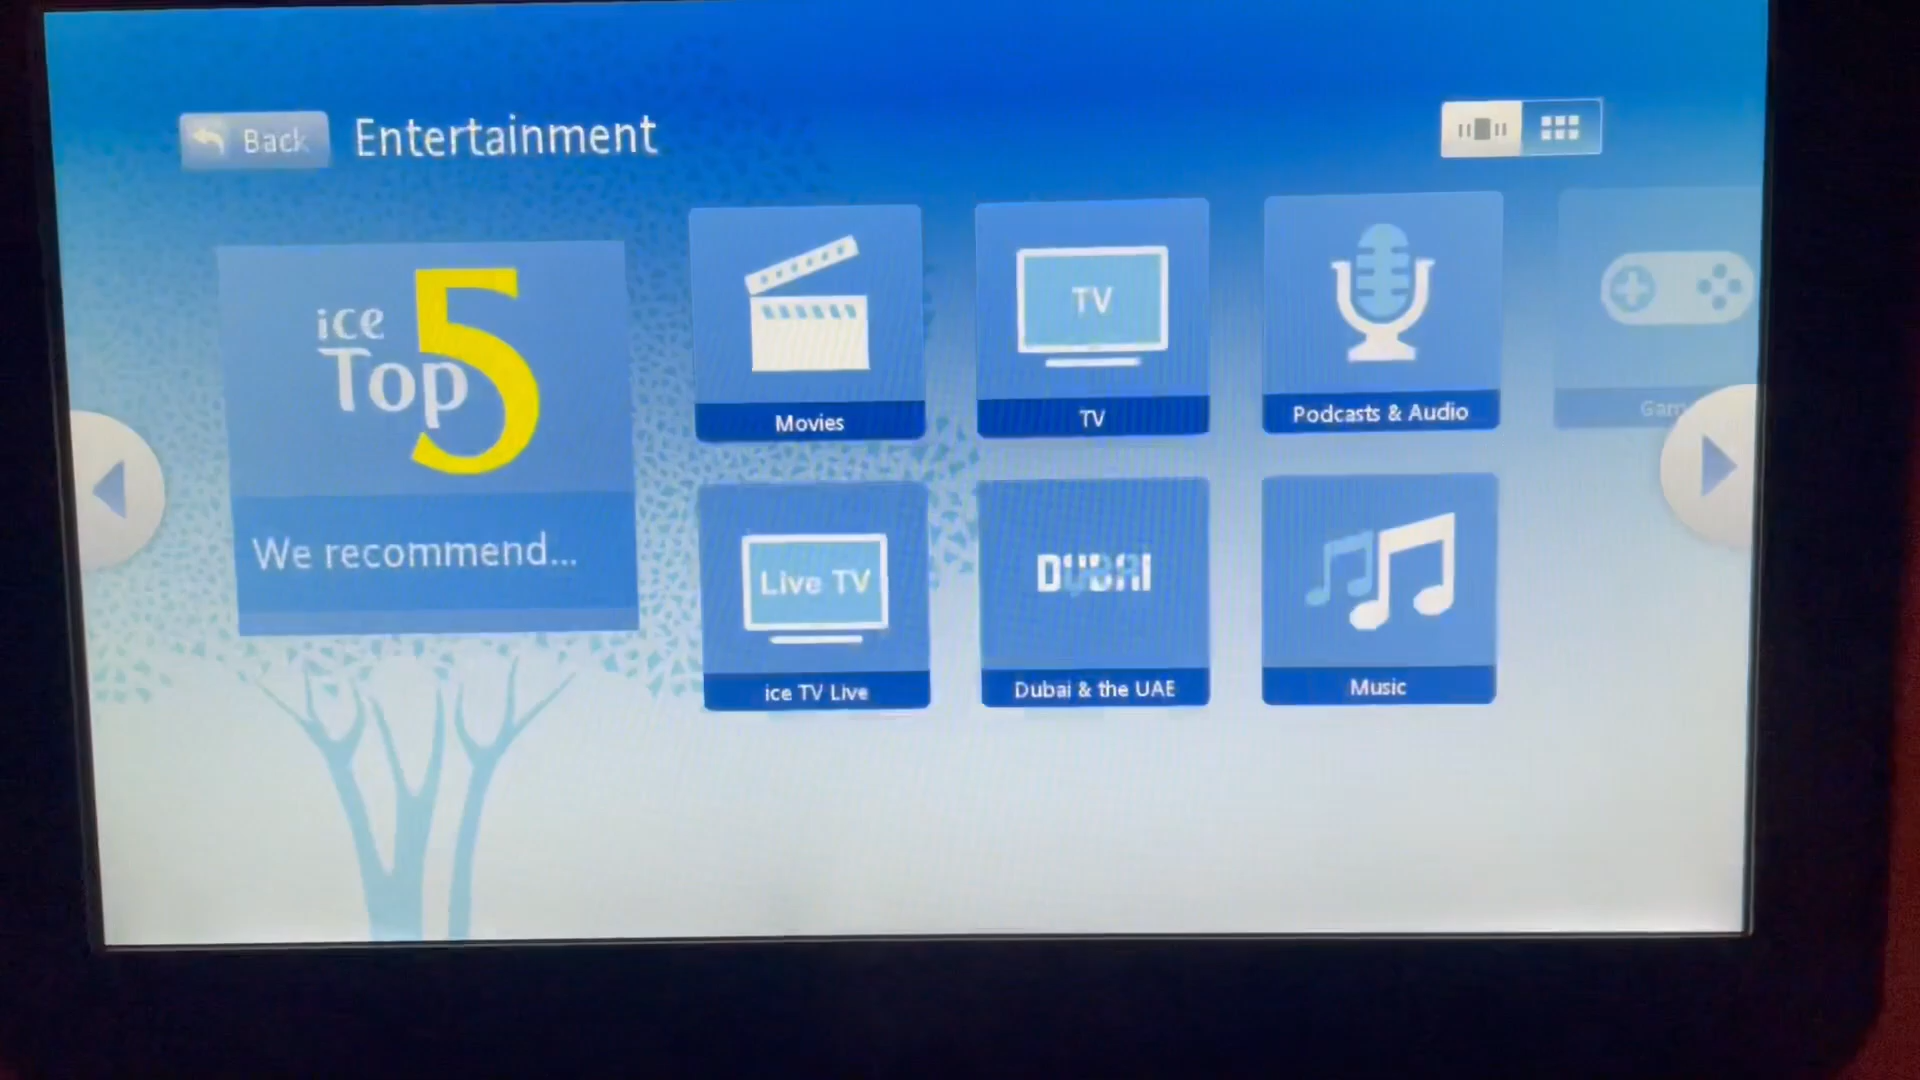 Back
Entertainment
ice
Top 5
We recommend...
Movies
TV
TV
Podcasts & Audio
Live TV
ice TV Live
DUBAI
Dubai & the UAE
Music